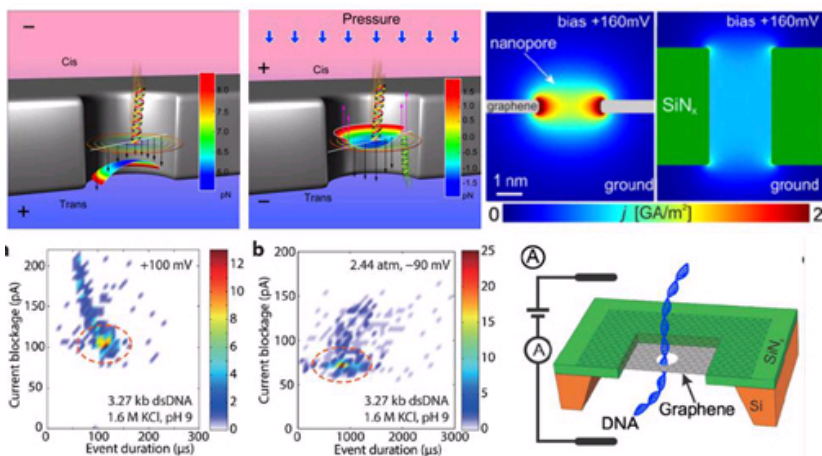 −
Cis
+
Trans
8.0
7.5
7.0
6.5
6.0
pN
Pressure
+
Cis
−
Trans
1.5
1.0
0.5
0.0
-0.5
-1.0
-1.5
pN
bias +160mV
nanopore
graphene
1 nm
ground
bias +160mV
SiNₓ
ground
0
j [GA/m²]
2
a
+100 mV
Current blockage (pA)
200
150
100
50
0
0
100
200
300
Event duration (µs)
3.27 kb dsDNA
1.6 M KCl, pH 9
12
10
8
6
4
2
0
b
2.44 atm, −90 mV
Current blockage (pA)
200
150
100
50
0
0
1000
2000
3000
Event duration (µs)
3.27 kb dsDNA
1.6 M KCl, pH 9
25
20
15
10
5
0
A
A
SiNₓ
Si
Graphene
DNA